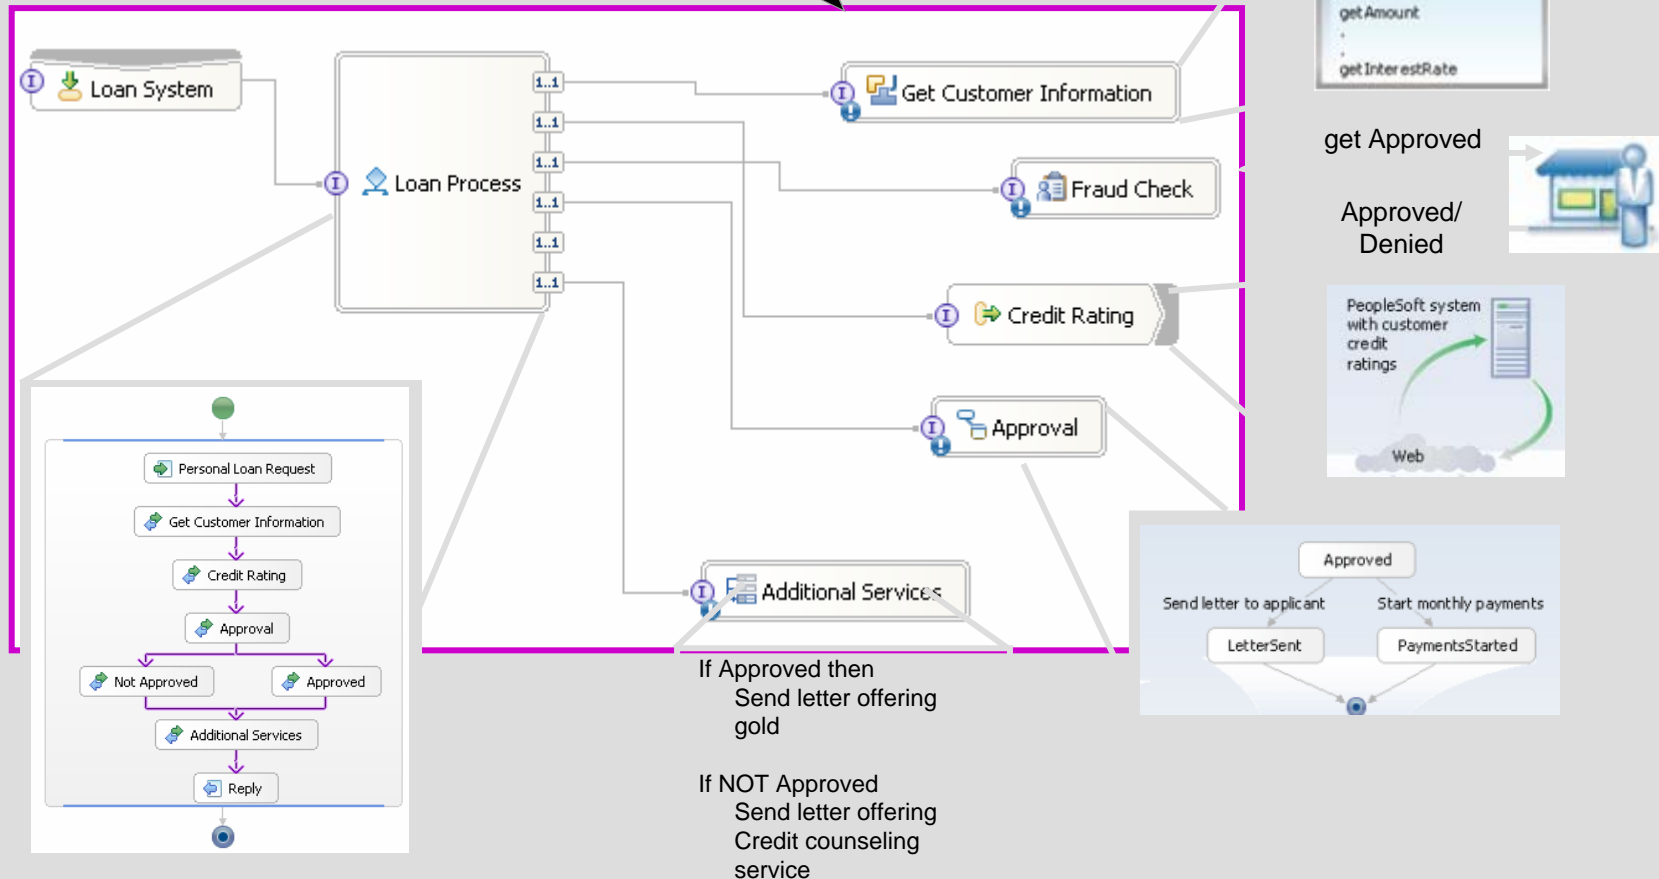 getAmount
.
.
getInterestRate
I
Loan System
I
Loan Process
1..1
1..1
1..1
1..1
1..1
1..1
I
Get Customer Information
I
Fraud Check
I
Credit Rating
I
Approval
I
Additional Services
get Approved
Approved/
Denied
PeopleSoft system
with customer
credit
ratings
Web
Personal Loan Request
Get Customer Information
Credit Rating
Approval
Not Approved
Approved
Additional Services
Reply
If Approved then
Send letter offering
gold
If NOT Approved
Send letter offering
Credit counseling
service
Approved
Send letter to applicant
Start monthly payments
LetterSent
PaymentsStarted